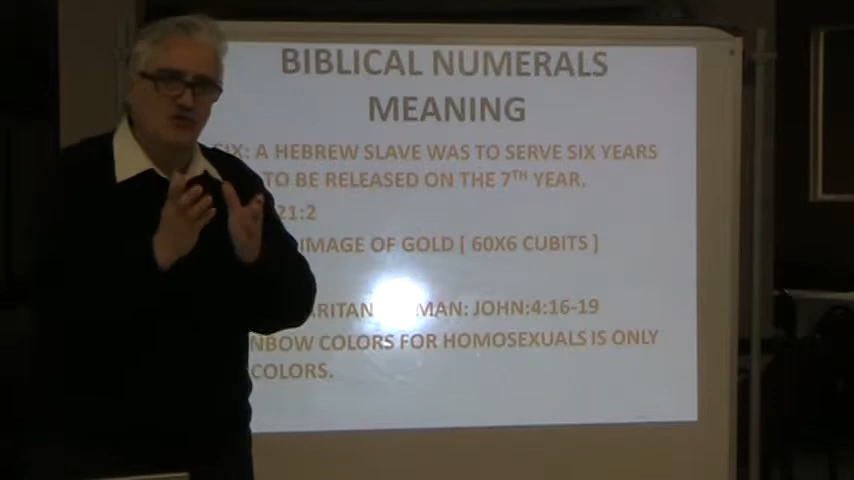 BIBLICAL NUMERALS
MEANING
SIX: A HEBREW SLAVE WAS TO SERVE SIX YEARS
TO BE RELEASED ON THE 7TH YEAR.
21:2
IMAGE OF GOLD [ 60X6 CUBITS ]
ARITAN MAN: JOHN:4:16-19
NBOW COLORS FOR HOMOSEXUALS IS ONLY
COLORS.